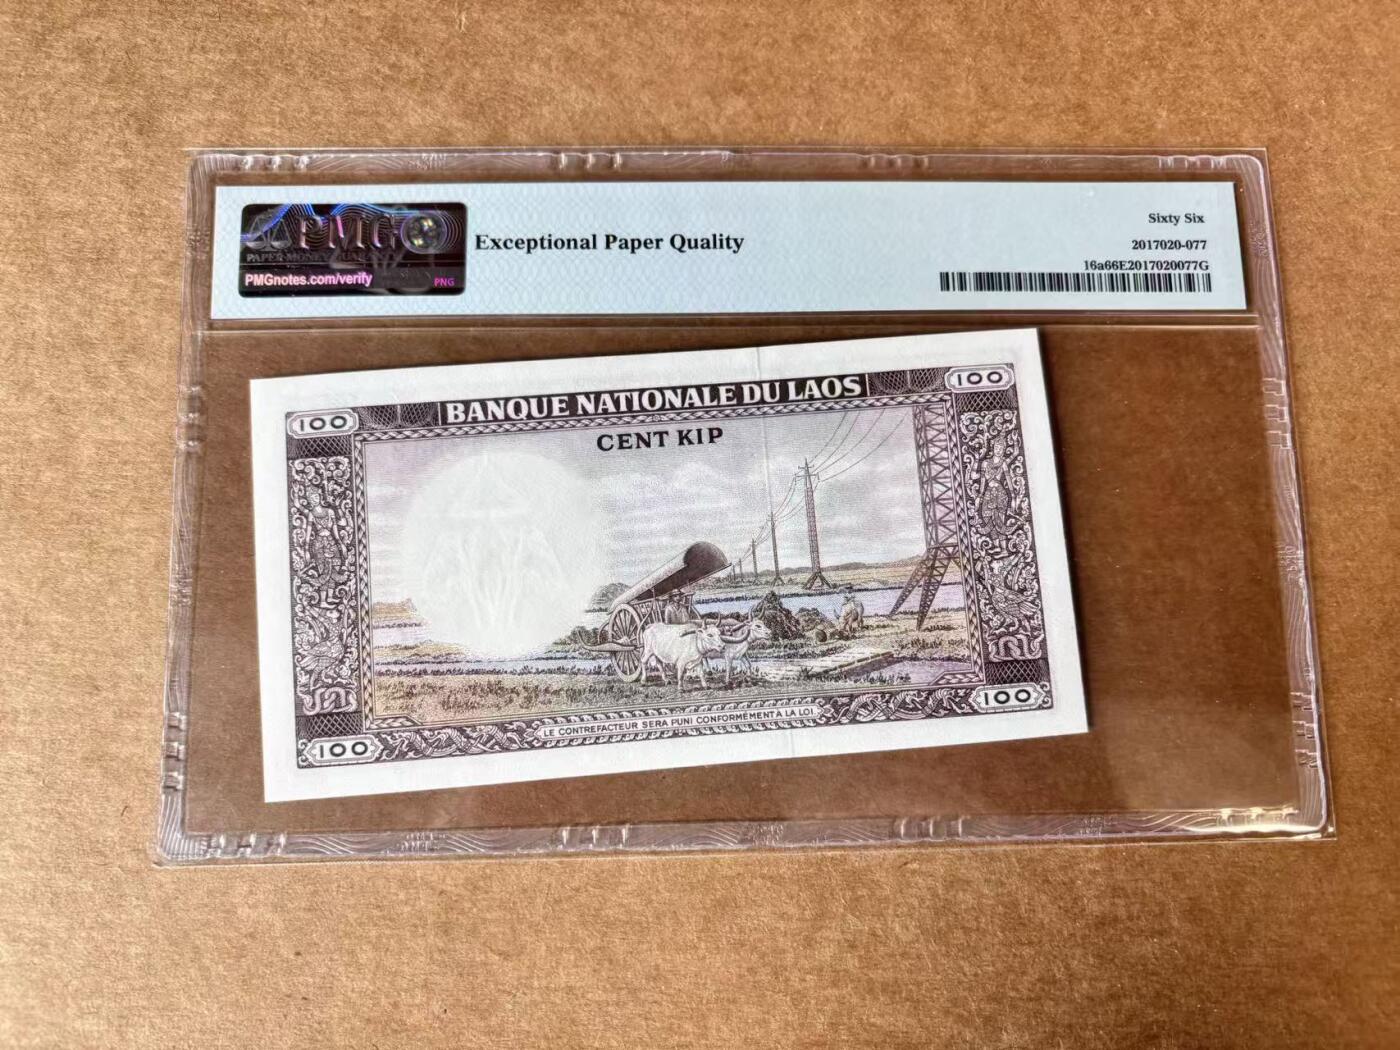 PMG
PAPER MONEY GUARANTY
PMGnotes.com/verify
PNG
Exceptional Paper Quality
Sixty Six
2017020-077
16a66E2017020077G
100
BANQUE NATIONALE DU LAOS
100
CENT KIP
LE CONTREFACTEUR SERA PUNI CONFORMÉMENT À LA LOI
100
100